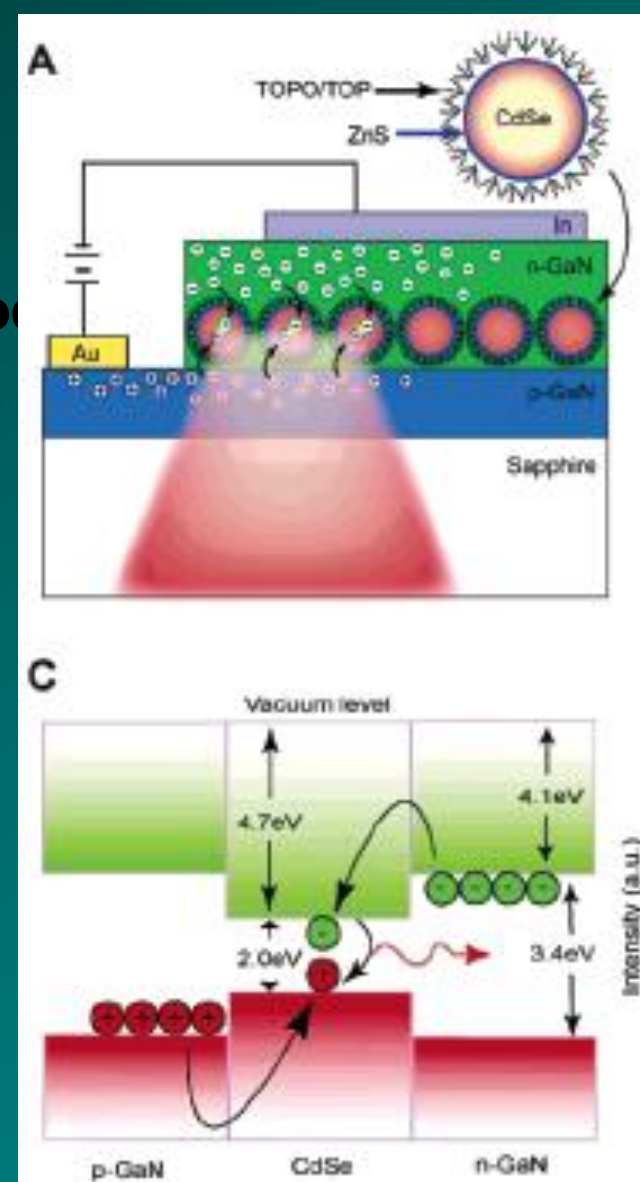 A
TOPO/TOP
CdSe
ZnS
In
n-GaN
Au
p-GaN
Sapphire
C
Vacuum level
4.7eV
4.1eV
2.0eV
3.4eV
Intensity (a.u.)
p-GaN
CdSe
n-GaN